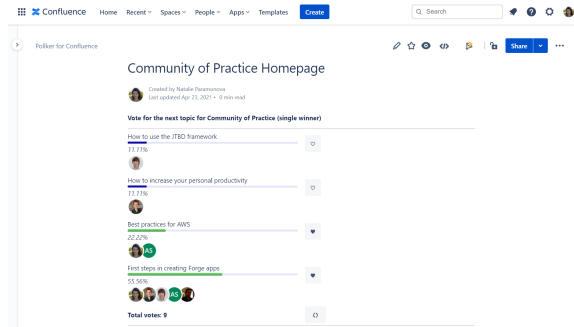 Confluence Home Recent Spaces People Apps Templates Create Search
Pollker for Confluence
Share
Community of Practice Homepage
Created by Natalie Paramonova
Last updated Apr 23, 2021 • 0 min read
Vote for the next topic for Community of Practice (single winner)
How to use the JTBD framework
11.11%
How to increase your personal productivity
11.11%
Best practices for AWS
22.22%
AS
First steps in creating Forge apps
55.56%
AS
Total votes: 9